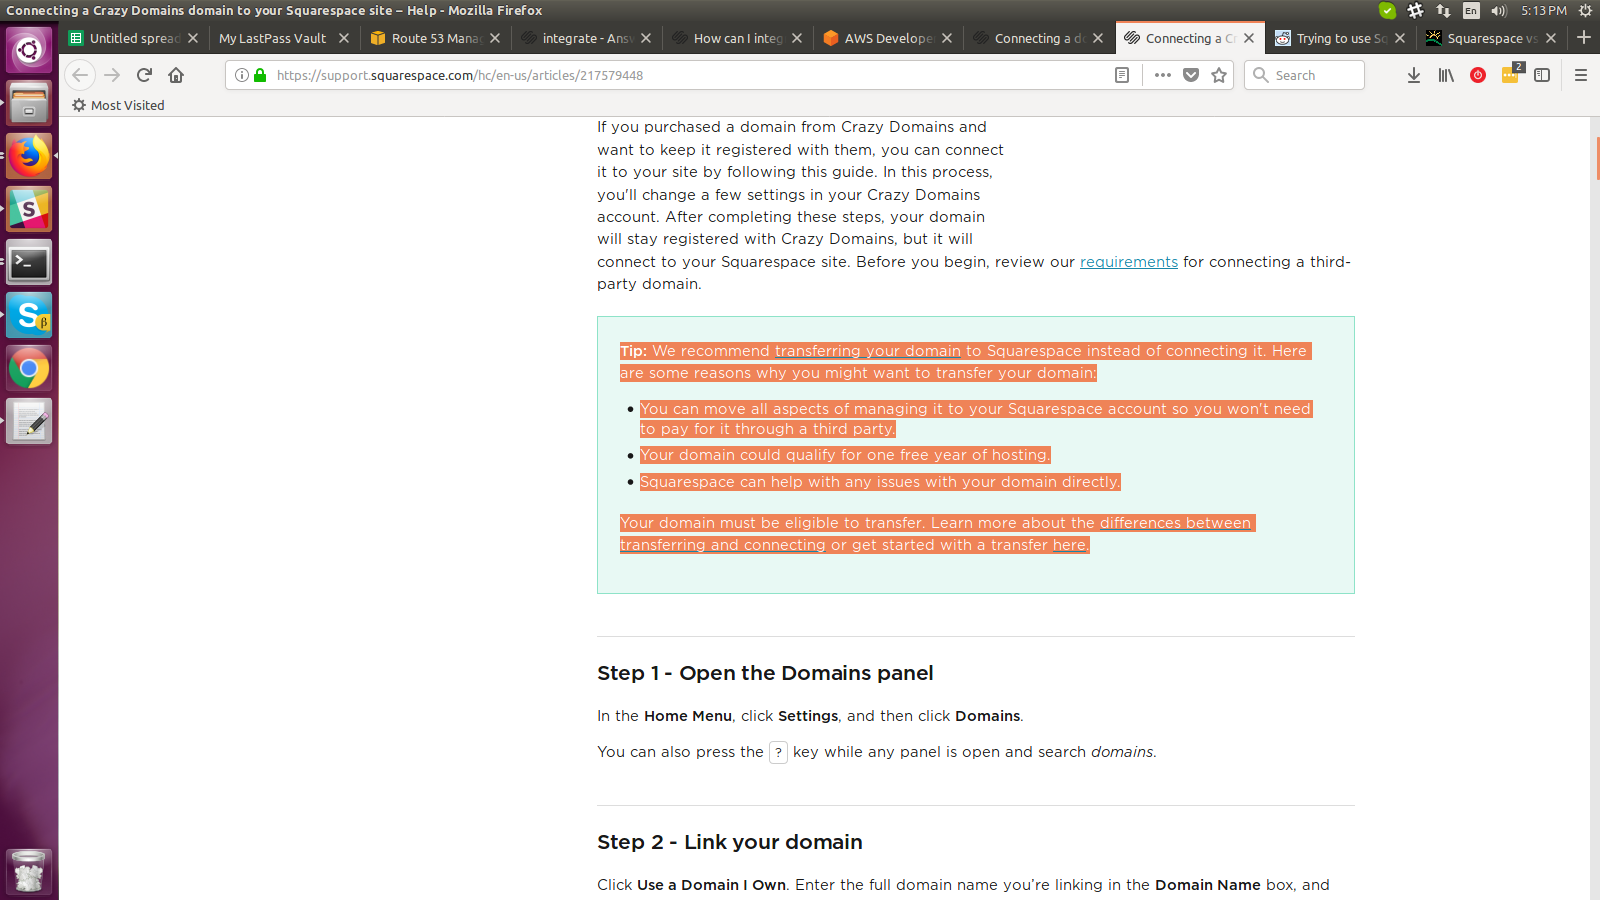 Connecting a Crazy Domains domain to your Squarespace site – Help - Mozilla Firefox
En
5:13 PM
Untitled spread
My LastPass Vault
Route 53 Mana
integrate - Ans
How can I integ
AWS Develope
Connecting a do
Connecting a Cr
Trying to use Sq
Squarespace vs
https://support.squarespace.com/hc/en-us/articles/217579448
Search
2
Most Visited
If you purchased a domain from Crazy Domains and
want to keep it registered with them, you can connect
it to your site by following this guide. In this process,
you'll change a few settings in your Crazy Domains
account. After completing these steps, your domain
will stay registered with Crazy Domains, but it will
connect to your Squarespace site. Before you begin, review our requirements for connecting a third-
party domain.
Tip: We recommend transferring your domain to Squarespace instead of connecting it. Here
are some reasons why you might want to transfer your domain:
• You can move all aspects of managing it to your Squarespace account so you won't need
to pay for it through a third party.
• Your domain could qualify for one free year of hosting.
• Squarespace can help with any issues with your domain directly.
Your domain must be eligible to transfer. Learn more about the differences between
transferring and connecting or get started with a transfer here.
Step 1 - Open the Domains panel
In the Home Menu, click Settings, and then click Domains.
You can also press the ? key while any panel is open and search domains.
Step 2 - Link your domain
Click Use a Domain I Own. Enter the full domain name you’re linking in the Domain Name box, and